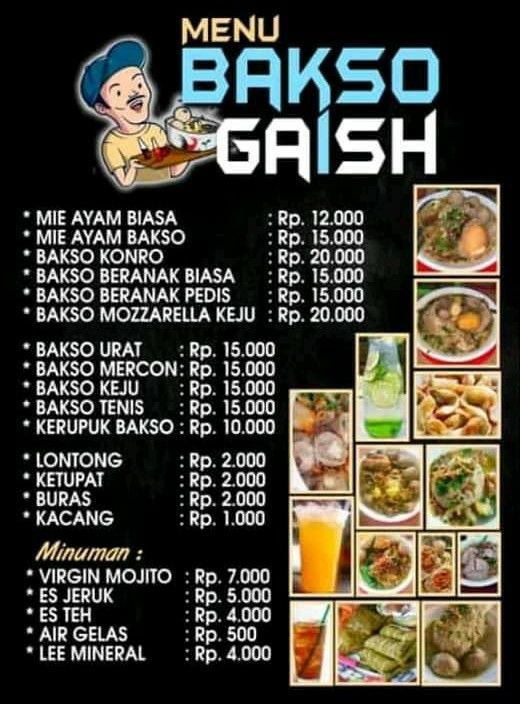 MENU
BAKSO
GAISH
* MIE AYAM BIASA : Rp. 12.000
* MIE AYAM BAKSO : Rp. 15.000
* BAKSO KONRO : Rp. 20.000
* BAKSO BERANAK BIASA : Rp. 15.000
* BAKSO BERANAK PEDIS : Rp. 15.000
* BAKSO MOZZARELLA KEJU : Rp. 20.000
* BAKSO URAT : Rp. 15.000
* BAKSO MERCON : Rp. 15.000
* BAKSO KEJU : Rp. 15.000
* BAKSO TENIS : Rp. 15.000
* KERUPUK BAKSO : Rp. 10.000
* LONTONG : Rp. 2.000
* KETUPAT : Rp. 2.000
* BURAS : Rp. 2.000
* KACANG : Rp. 1.000
Minuman :
* VIRGIN MOJITO : Rp. 7.000
* ES JERUK : Rp. 5.000
* ES TEH : Rp. 4.000
* AIR GELAS : Rp. 500
* LEE MINERAL : Rp. 4.000